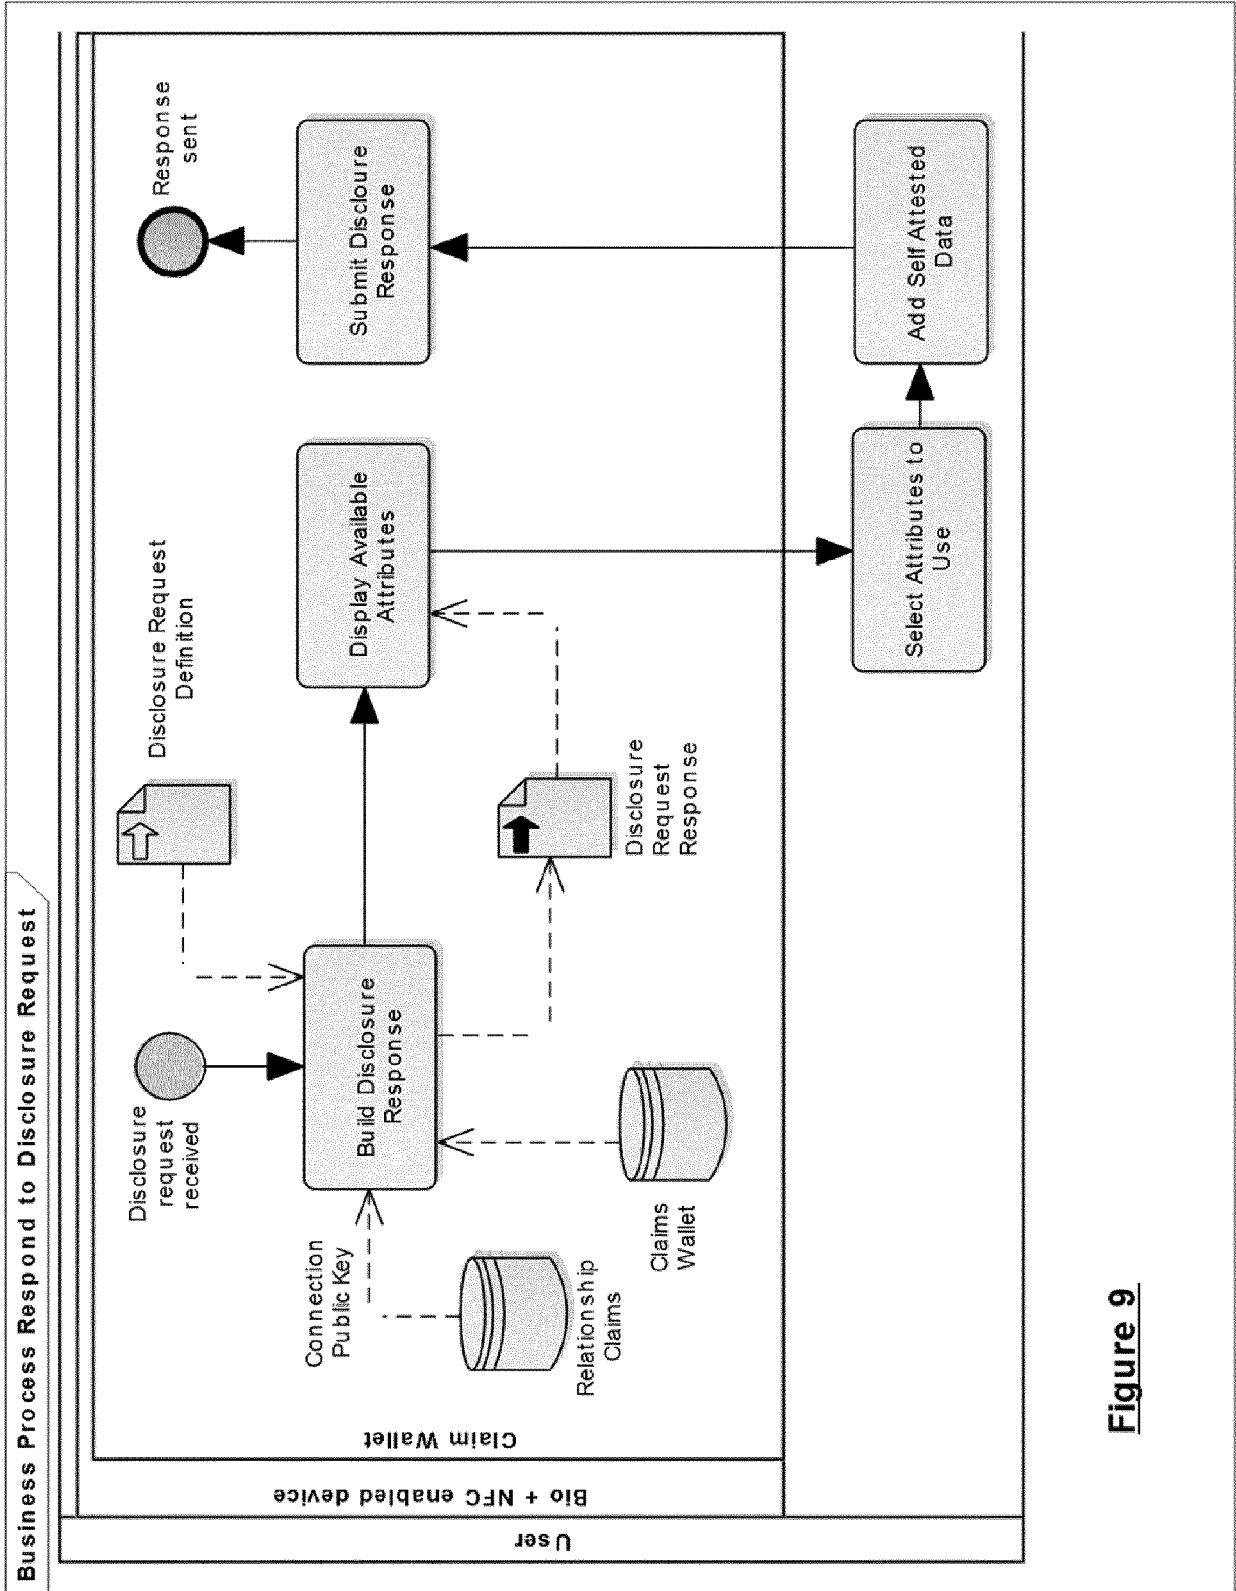 Business Process Respond to Disclosure Request
User
Bio + NFC enabled device
Claim Wallet
Disclosure
request
received
Disclosure Request
Definition
Response
sent
Connection
Public Key
Build Disclosure
Response
Display Available
Attributes
Submit Discloure
Response
Relationship
Claims
Claims
Wallet
Disclosure
Request
Response
Select Attributes to
Use
Add Self Attested
Data
Figure 9